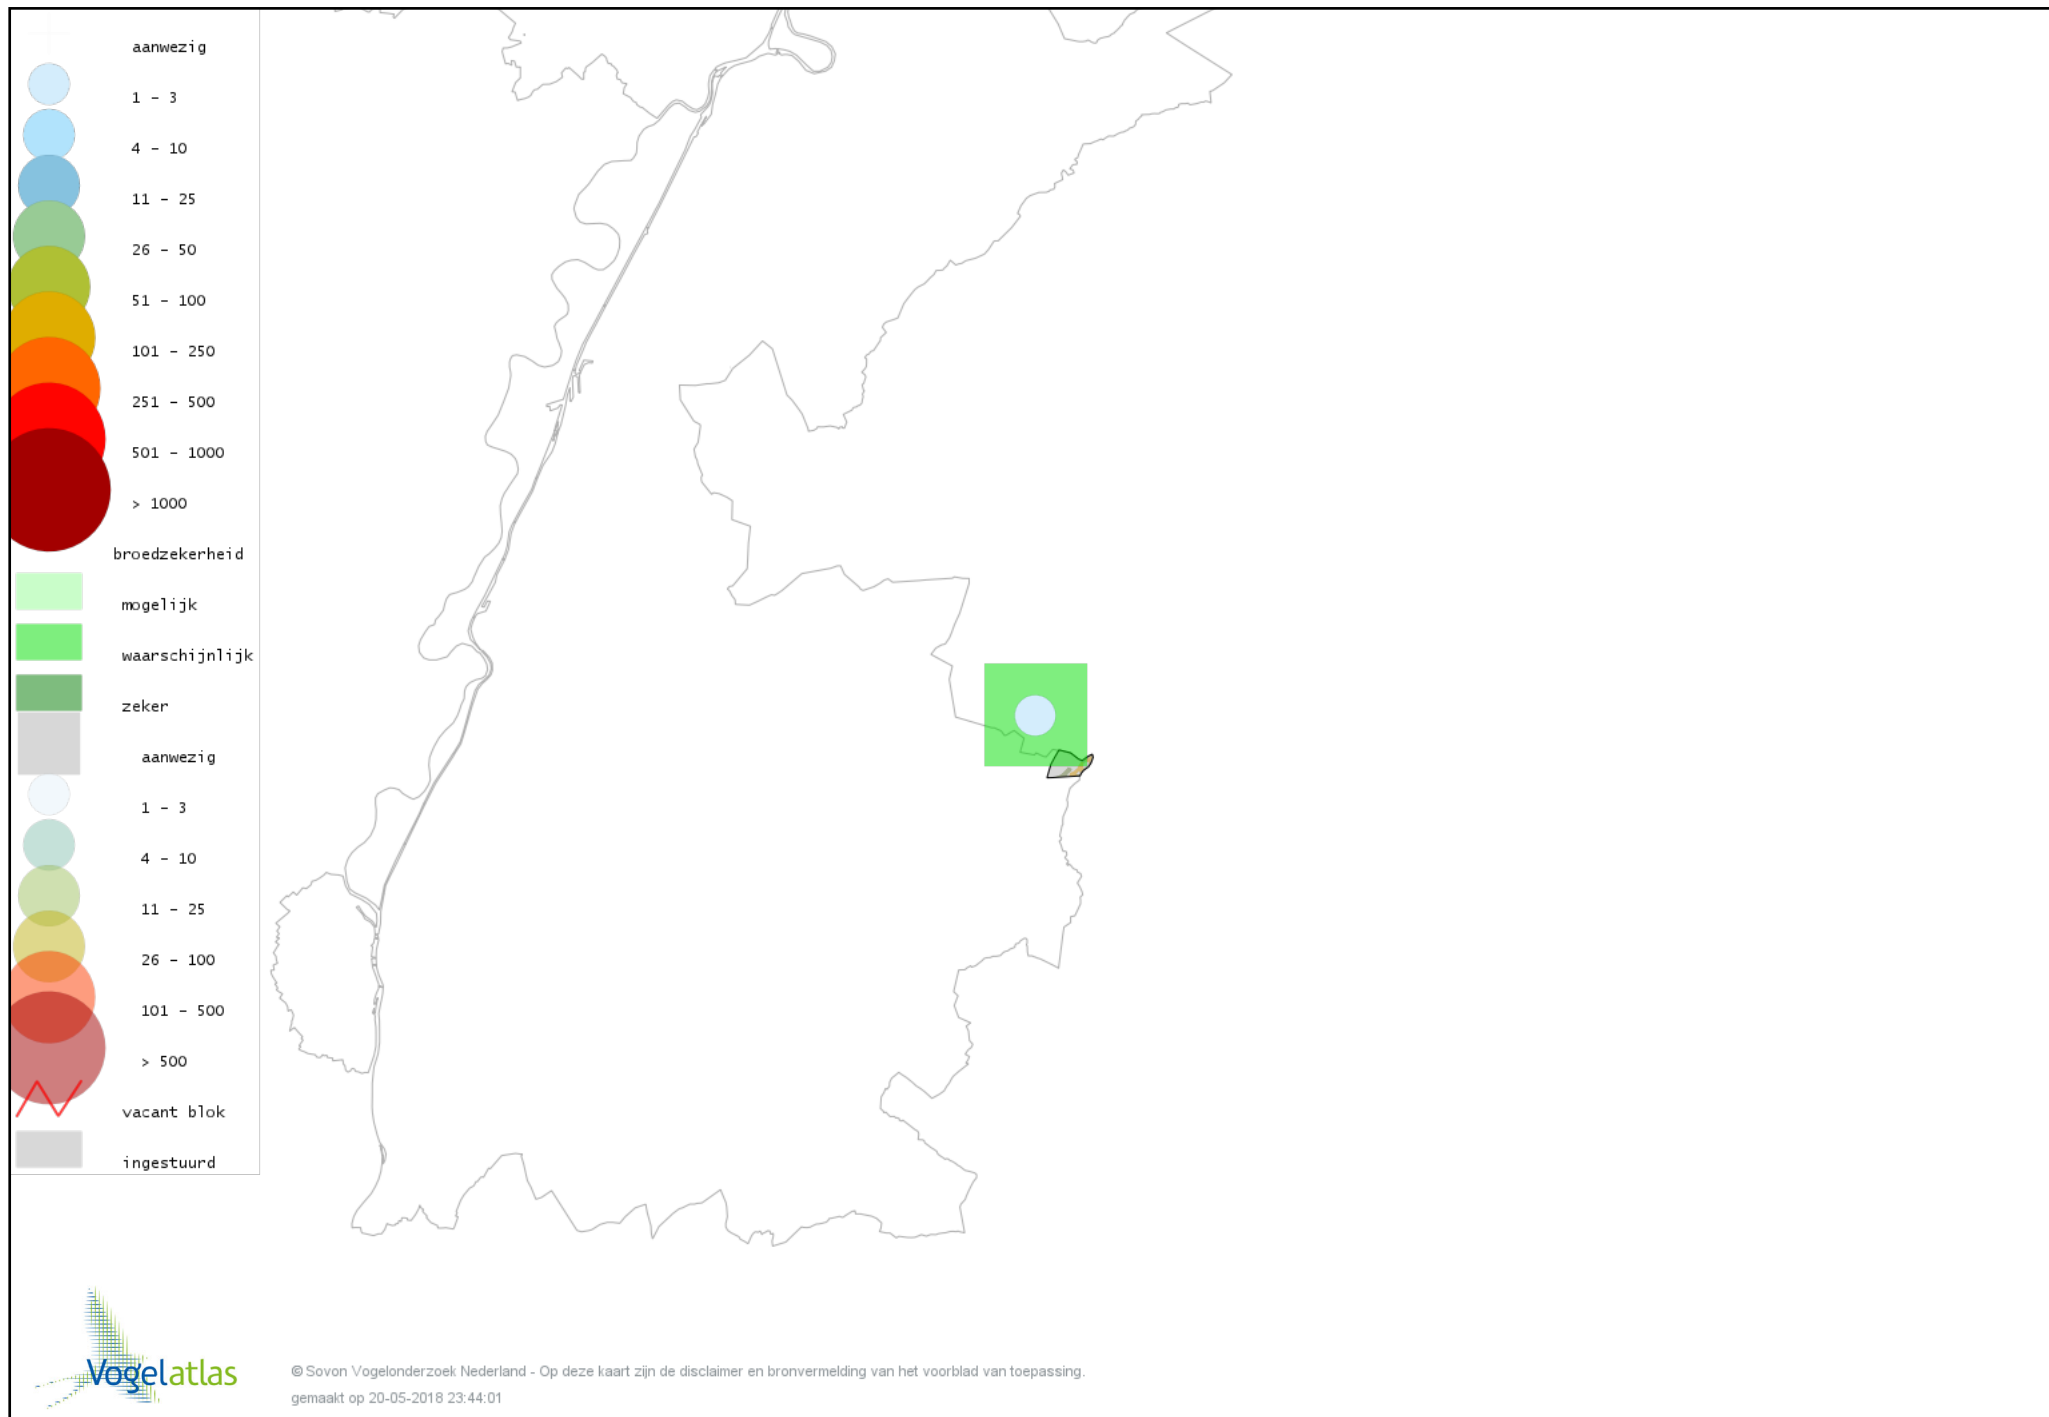 aanwezig
1 - 3
4 - 10
11 - 25
26 - 50
51 - 100
101 - 250
251 - 500
501 - 1000
> 1000
broedzekerheid
mogelijk
waarschijnlijk
zeker
aanwezig
1 - 3
4 - 10
11 - 25
26 - 100
101 - 500
> 500
vacant blok
ingestuurd
Vogelatlas
© Sovon Vogelonderzoek Nederland - Op deze kaart zijn de disclaimer en bronvermelding van het voorblad van toepassing.
gemaakt op 20-05-2018 23:44:01